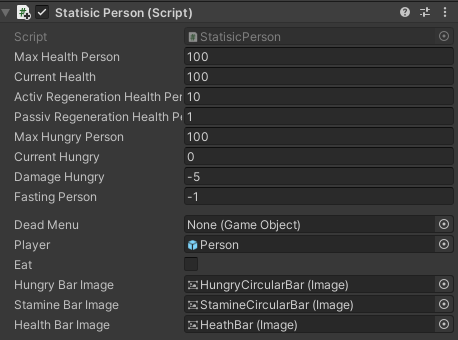 Statisic Person (Script)
Script StatisicPerson
Max Health Person 100
Current Health 100
Activ Regeneration Health Per 10
Passiv Regeneration Health Pe 1
Max Hungry Person 100
Current Hungry 0
Damage Hungry -5
Fasting Person -1
Dead Menu None (Game Object)
Player Person
Eat
Hungry Bar Image HungryCircularBar (Image)
Stamine Bar Image StamineCircularBar (Image)
Health Bar Image HeathBar (Image)